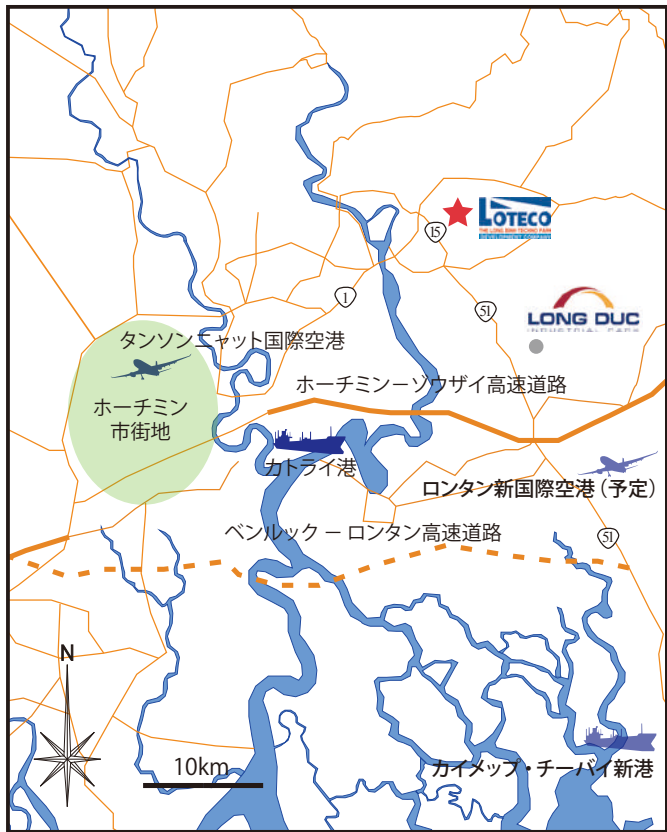 LOTECO
THE LONG BINH TECHNO PARK
DEVELOPMENT COMPANY
15
1
51
LONG DUC
INDUSTRIAL PARK
タンソンニャット国際空港
ホーチミン
市街地
ホーチミン−ゾウザイ高速道路
カトライ港
ロンタン新国際空港（予定）
ベンルック − ロンタン高速道路
51
N
10km
カイメップ・チーバイ新港